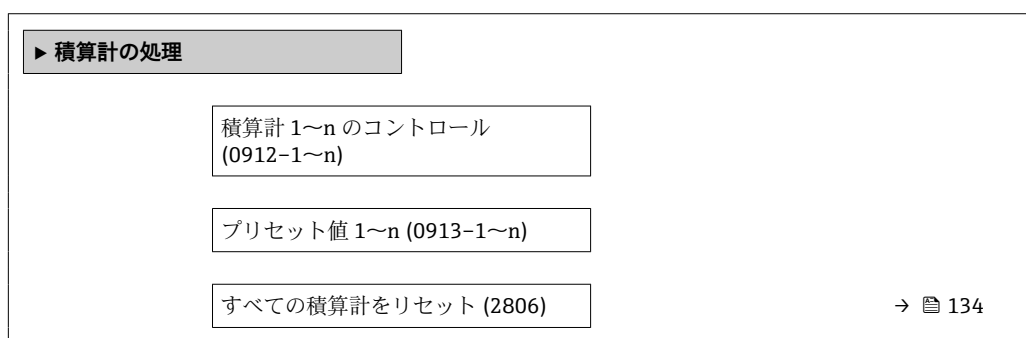 ▶ 積算計の処理
積算計 1〜n のコントロール
(0912–1〜n)
プリセット値 1〜n (0913–1〜n)
すべての積算計をリセット (2806)
→ 134